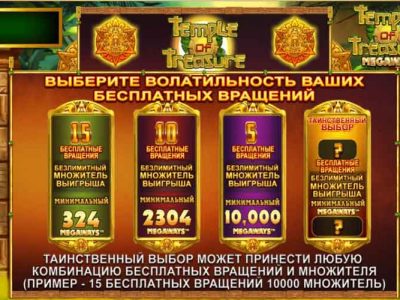 Temple
Of
Treasure
Temple
Of
Treasure
MEGAWAYS
ВЫБЕРИТЕ ВОЛАТИЛЬНОСТЬ ВАШИХ
БЕСПЛАТНЫХ ВРАЩЕНИЙ
15
БЕСПЛАТНЫЕ
ВРАЩЕНИЯ
БЕЗЛИМИТНЫЙ
МНОЖИТЕЛЬ
ВЫИГРЫША
МИНИМАЛЬНЫЙ
324
MEGAWAYS
10
БЕСПЛАТНЫЕ
ВРАЩЕНИЯ
БЕЗЛИМИТНЫЙ
МНОЖИТЕЛЬ
ВЫИГРЫША
МИНИМАЛЬНЫЙ
2304
MEGAWAYS
5
БЕСПЛАТНЫЕ
ВРАЩЕНИЯ
БЕЗЛИМИТНЫЙ
МНОЖИТЕЛЬ
ВЫИГРЫША
МИНИМАЛЬНЫЙ
10,000
MEGAWAYS
ТАИНСТВЕННЫЙ
ВЫБОР
?
БЕСПЛАТНЫЕ
ВРАЩЕНИЯ
БЕЗЛИМИТНЫЙ
МНОЖИТЕЛЬ
ВЫИГРЫША
МИНИМАЛЬНЫЙ
MEGAWAYS
?
ТАИНСТВЕННЫЙ ВЫБОР МОЖЕТ ПРИНЕСТИ ЛЮБУЮ
КОМБИНАЦИЮ БЕСПЛАТНЫХ ВРАЩЕНИЙ И МНОЖИТЕЛЯ
(ПРИМЕР - 15 БЕСПЛАТНЫХ ВРАЩЕНИЙ 10000 МНОЖИТЕЛЬ)